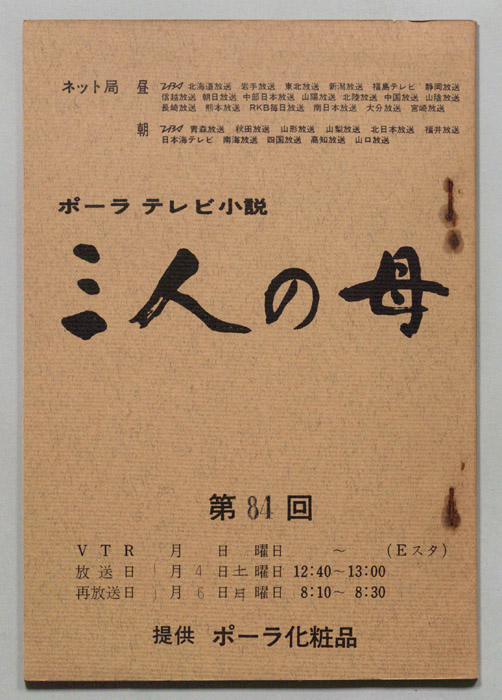 ネット局 昼 TBS 北海道放送 岩手放送 東北放送 新潟放送 福島テレビ 静岡放送
信越放送 朝日放送 中部日本放送 山陽放送 北陸放送 中国放送 山陰放送
長崎放送 熊本放送 RKB毎日放送 南日本放送 大分放送 宮崎放送
朝 TBS 青森放送 秋田放送 山形放送 山梨放送 北日本放送 福井放送
日本海テレビ 南海放送 四国放送 高知放送 山口放送
ポーラ テレビ小説
三人の母
第84回
VTR 月 日 曜日 ～ (Eスタ)
放送日 1月4日土曜日 12:40～13:00
再放送日 1月6日月曜日 8:10～8:30
提供 ポーラ化粧品